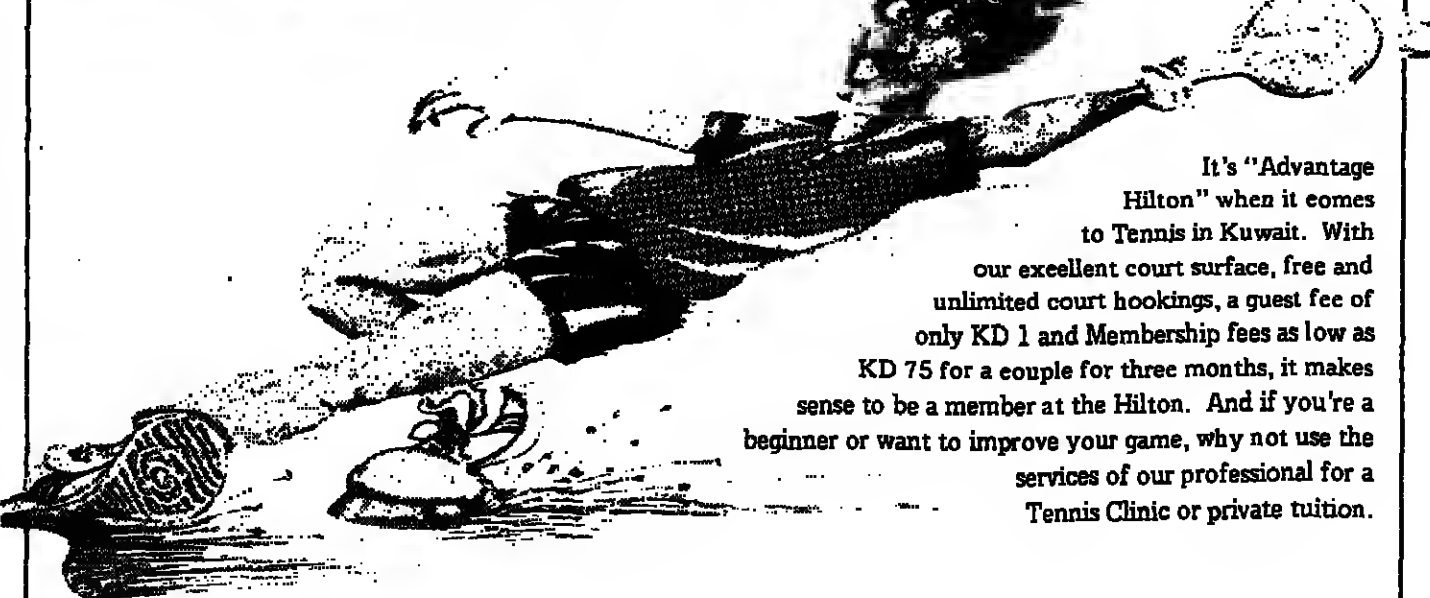 It's "Advantage
Hilton" when it comes
to Tennis in Kuwait. With
our excellent court surface, free and
unlimited court hookings, a guest fee of
only KD 1 and Membership fees as low as
KD 75 for a couple for three months, it makes
sense to be a member at the Hilton. And if you're a
beginner or want to improve your game, why not use the
services of our professional for a
Tennis Clinic or private tuition.